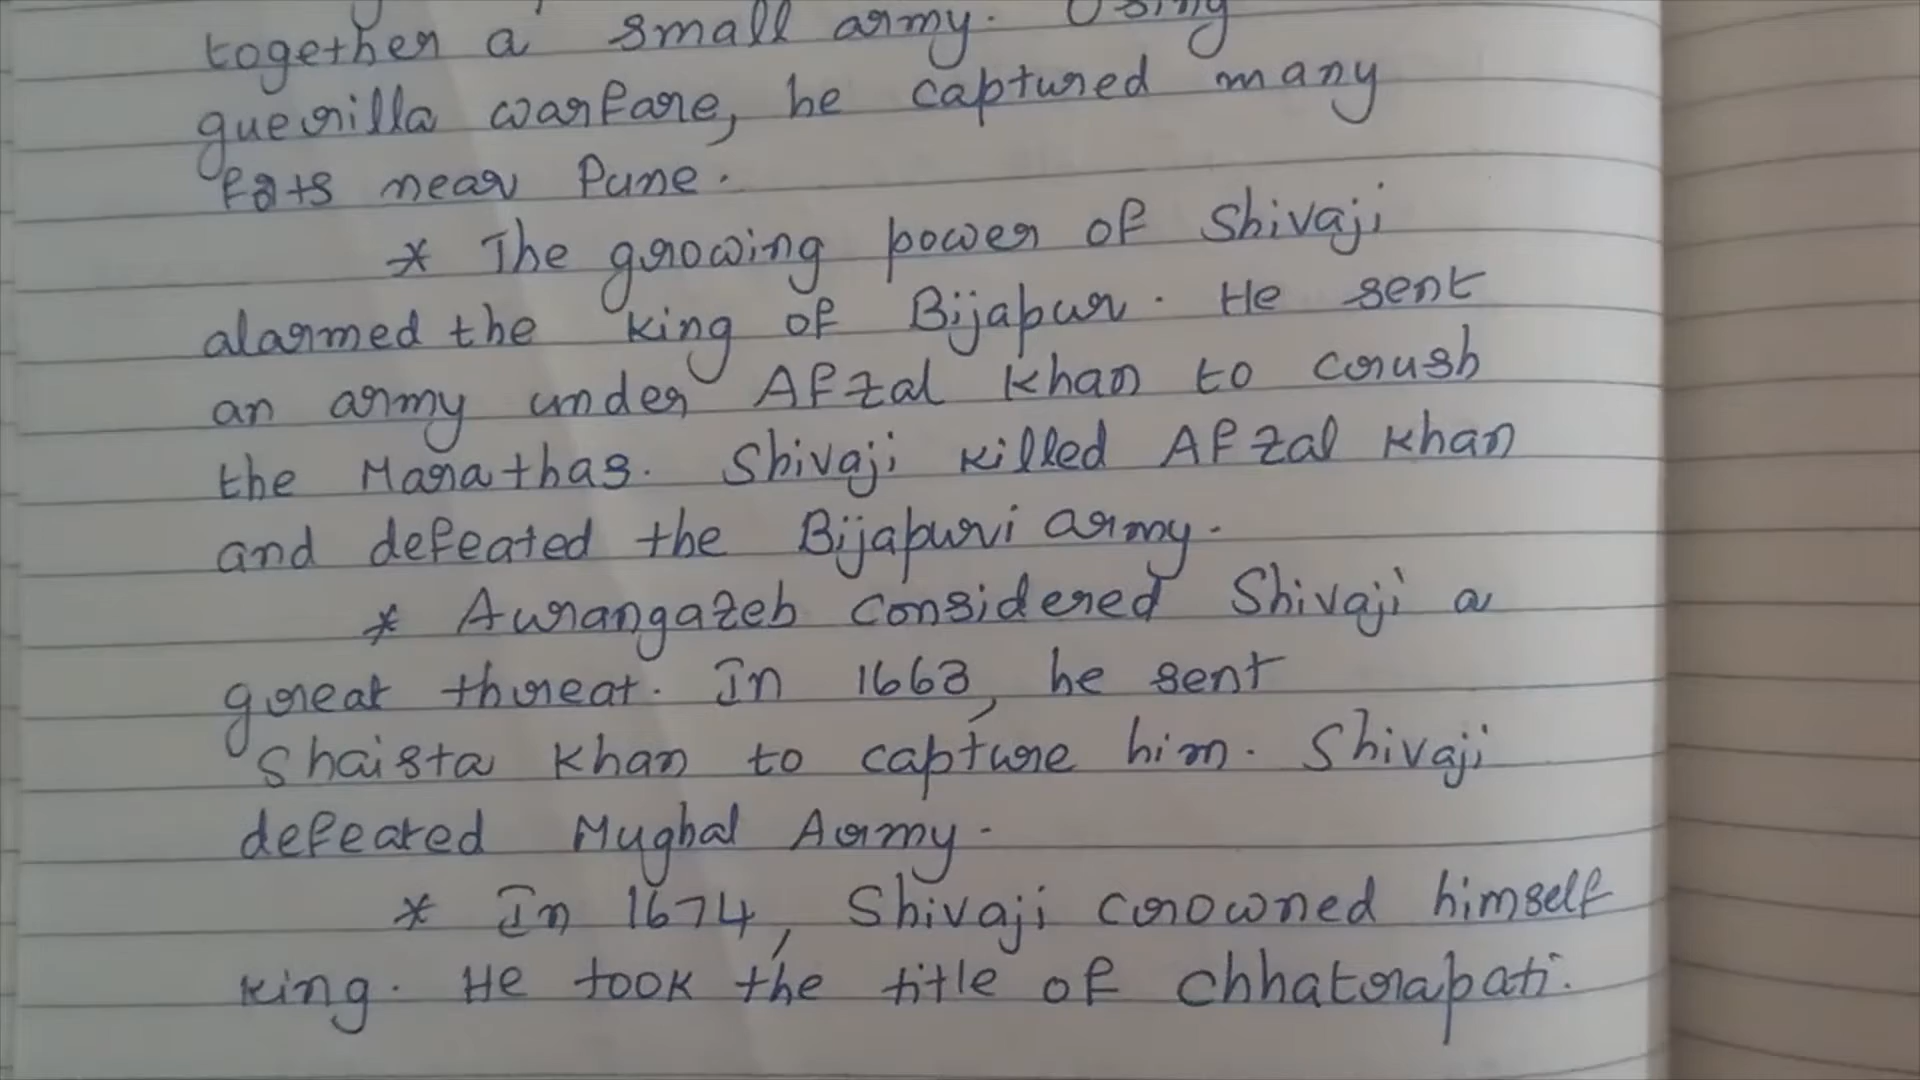 together a small army. Using
guerilla warfare, he captured many
forts near Pune.
* The growing power of Shivaji
alarmed the king of Bijapur. He sent
an army under Afzal Khan to crush
the Marathas. Shivaji killed Afzal Khan
and defeated the Bijapuri army.
* Aurangazeb considered Shivaji a
great threat. In 1663, he sent
Shaista Khan to capture him. Shivaji
defeated Mughal Army.
* In 1674, Shivaji crowned himself
king. He took the title of Chhatrapati.